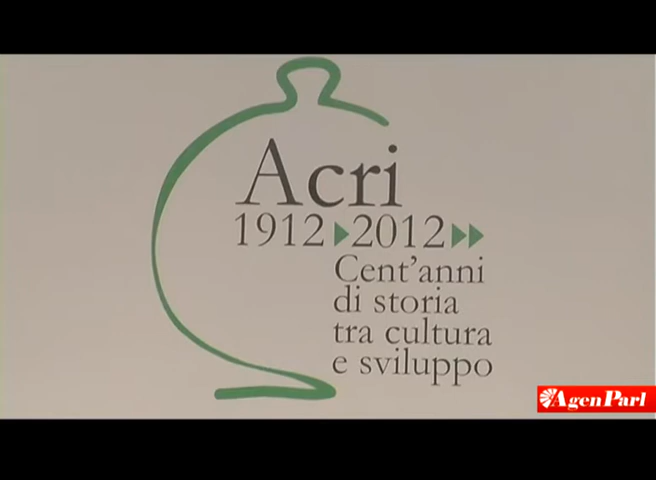 Acri
1912 2012
Cent'anni
di storia
tra cultura
e sviluppo
AgenParl